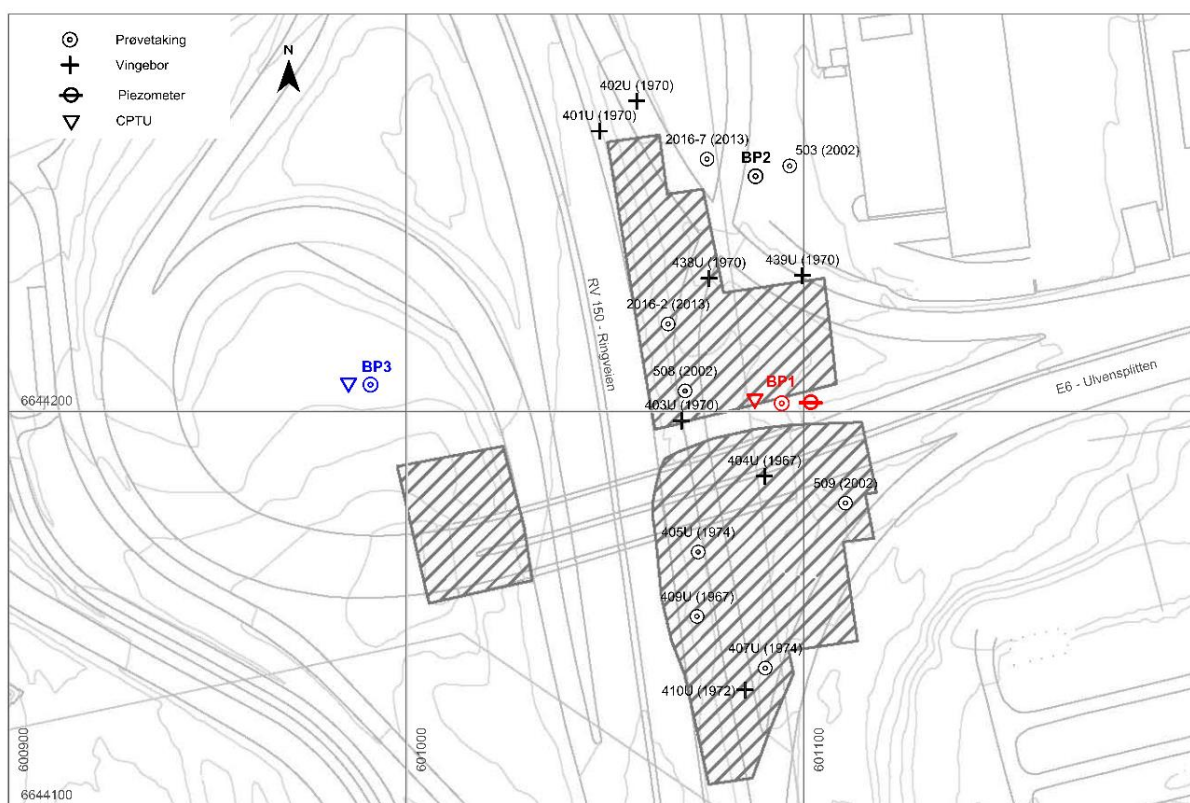 Prøvetaking
Vingebor
Piezometer
CPTU
N
402U (1970)
401U (1970)
2016-7 (2013)
BP2
503 (2002)
438U (1970)
439U (1970)
2016-2 (2013)
RV 150 - Ringveien
BP3
508 (2002)
BP1
E6 - Ulvensplitten
6644200
403U (1970)
404U (1967)
509 (2002)
405U (1974)
409U (1967)
407U (1974)
410U (1972)
600900
601000
601100
6644100